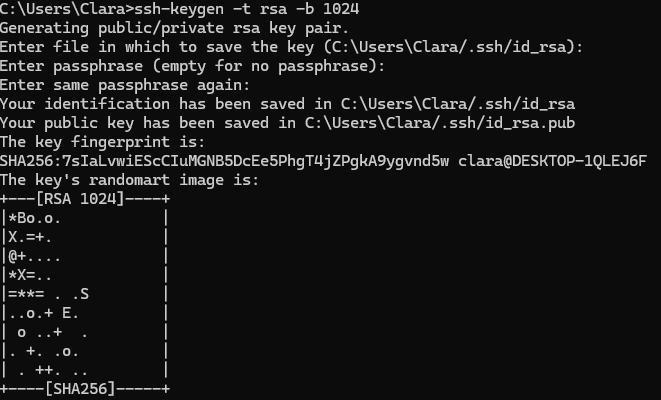 C:\Users\Clara>ssh-keygen -t rsa -b 1024
Generating public/private rsa key pair.
Enter file in which to save the key (C:\Users\Clara/.ssh/id_rsa):
Enter passphrase (empty for no passphrase):
Enter same passphrase again:
Your identification has been saved in C:\Users\Clara/.ssh/id_rsa
Your public key has been saved in C:\Users\Clara/.ssh/id_rsa.pub
The key fingerprint is:
SHA256:7sIaLvwiEScCIuMGNB5DcEe5PhgT4jZPgkA9ygvnd5w clara@DESKTOP-1QLEJ6F
The key's randomart image is:
+---[RSA 1024]----+
|*Bo.o.           |
|X.=+.            |
|@+....           |
|*X=..            |
|=**= . .S        |
|..o.+ E.         |
| o ..+  .        |
|. +. .o.         |
| . ++. ..        |
+----[SHA256]-----+